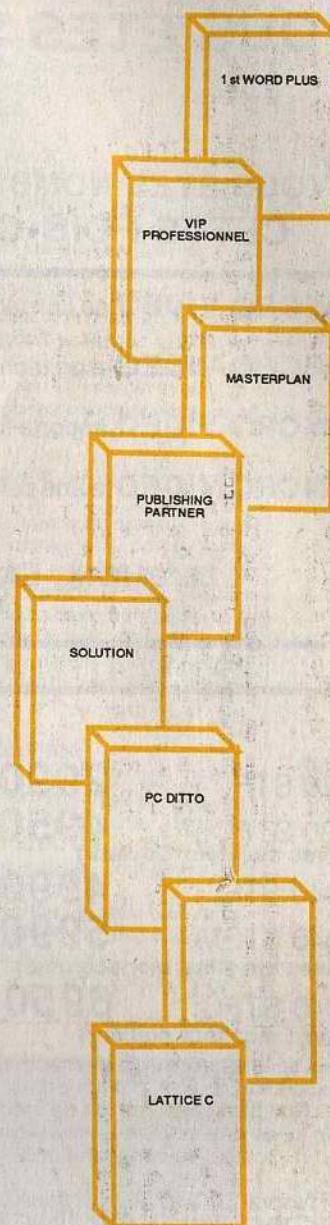 1 st WORD PLUS
VIP
PROFESSIONNEL
MASTERPLAN
PUBLISHING
PARTNER
SOLUTION
PC DITTO
LATTICE C